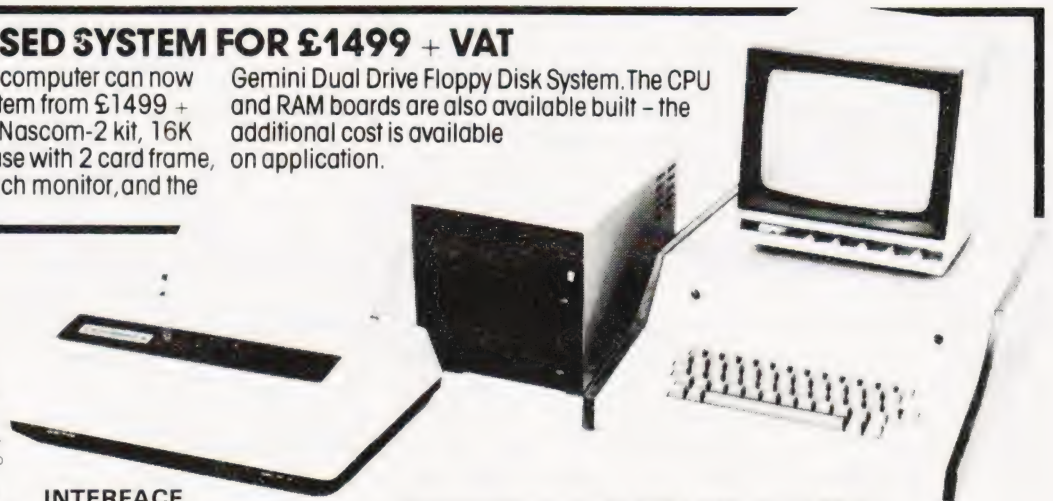 SED SYSTEM FOR £1499 + VAT
computer can now
tem from £1499 +
Nascom-2 kit, 16K
se with 2 card frame,
ch monitor, and the
Gemini Dual Drive Floppy Disk System. The CPU
and RAM boards are also available built – the
additional cost is available
on application.
INTERFACE